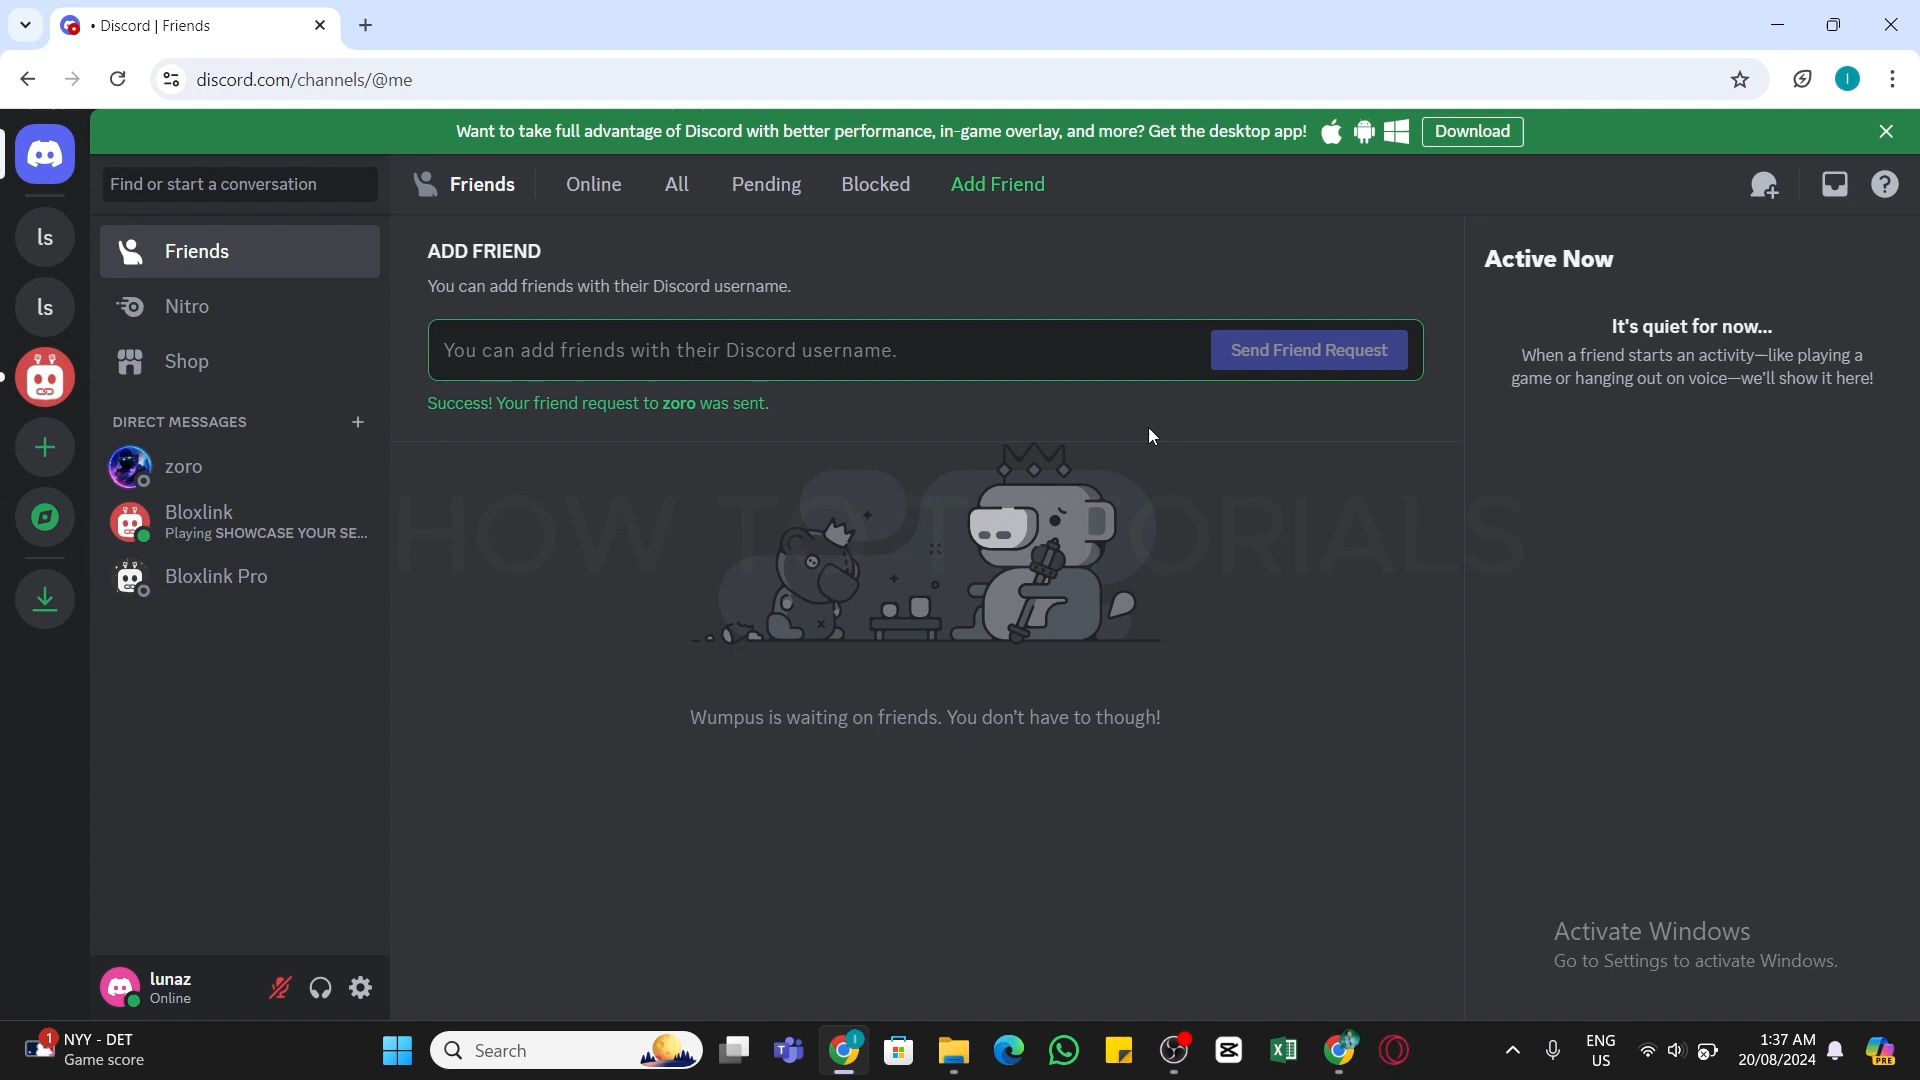 • Discord | Friends
discord.com/channels/@me
I
Want to take full advantage of Discord with better performance, in-game overlay, and more? Get the desktop app!
Download
Find or start a conversation
Friends
Online
All
Pending
Blocked
Add Friend
ls
ls
Friends
Nitro
Shop
DIRECT MESSAGES
zoro
Bloxlink
Playing SHOWCASE YOUR SE...
Bloxlink Pro
ADD FRIEND
You can add friends with their Discord username.
You can add friends with their Discord username.
Send Friend Request
Success! Your friend request to zoro was sent.
HOW TO TUTORIALS
Wumpus is waiting on friends. You don't have to though!
Active Now
It's quiet for now...
When a friend starts an activity—like playing a
game or hanging out on voice—we'll show it here!
Activate Windows
Go to Settings to activate Windows.
lunaz
Online
1
NYY - DET
Game score
Search
I
ENG
US
1:37 AM
20/08/2024
PRE